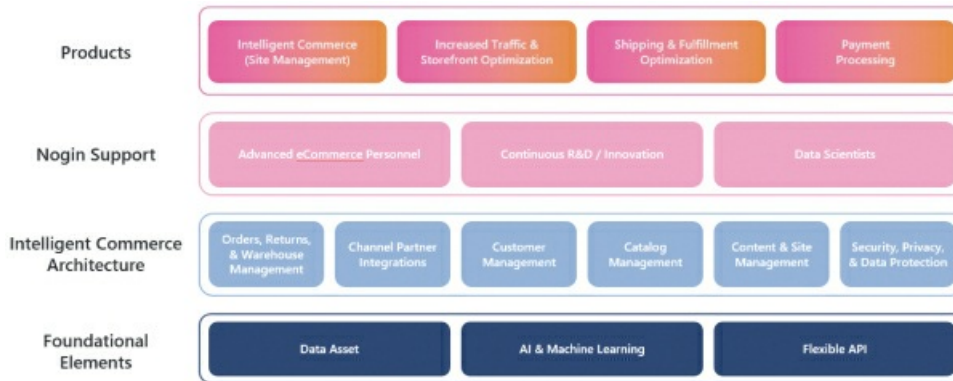 Products
Intelligent Commerce
(Site Management)
Increased Traffic &
Storefront Optimization
Shipping & Fulfillment
Optimization
Payment
Processing
Nogin Support
Advanced eCommerce Personnel
Continuous R&D / Innovation
Data Scientists
Intelligent Commerce
Architecture
Orders, Returns,
& Warehouse
Management
Channel Partner
Integrations
Customer
Management
Catalog
Management
Content & Site
Management
Security, Privacy,
& Data Protection
Foundational
Elements
Data Asset
AI & Machine Learning
Flexible API